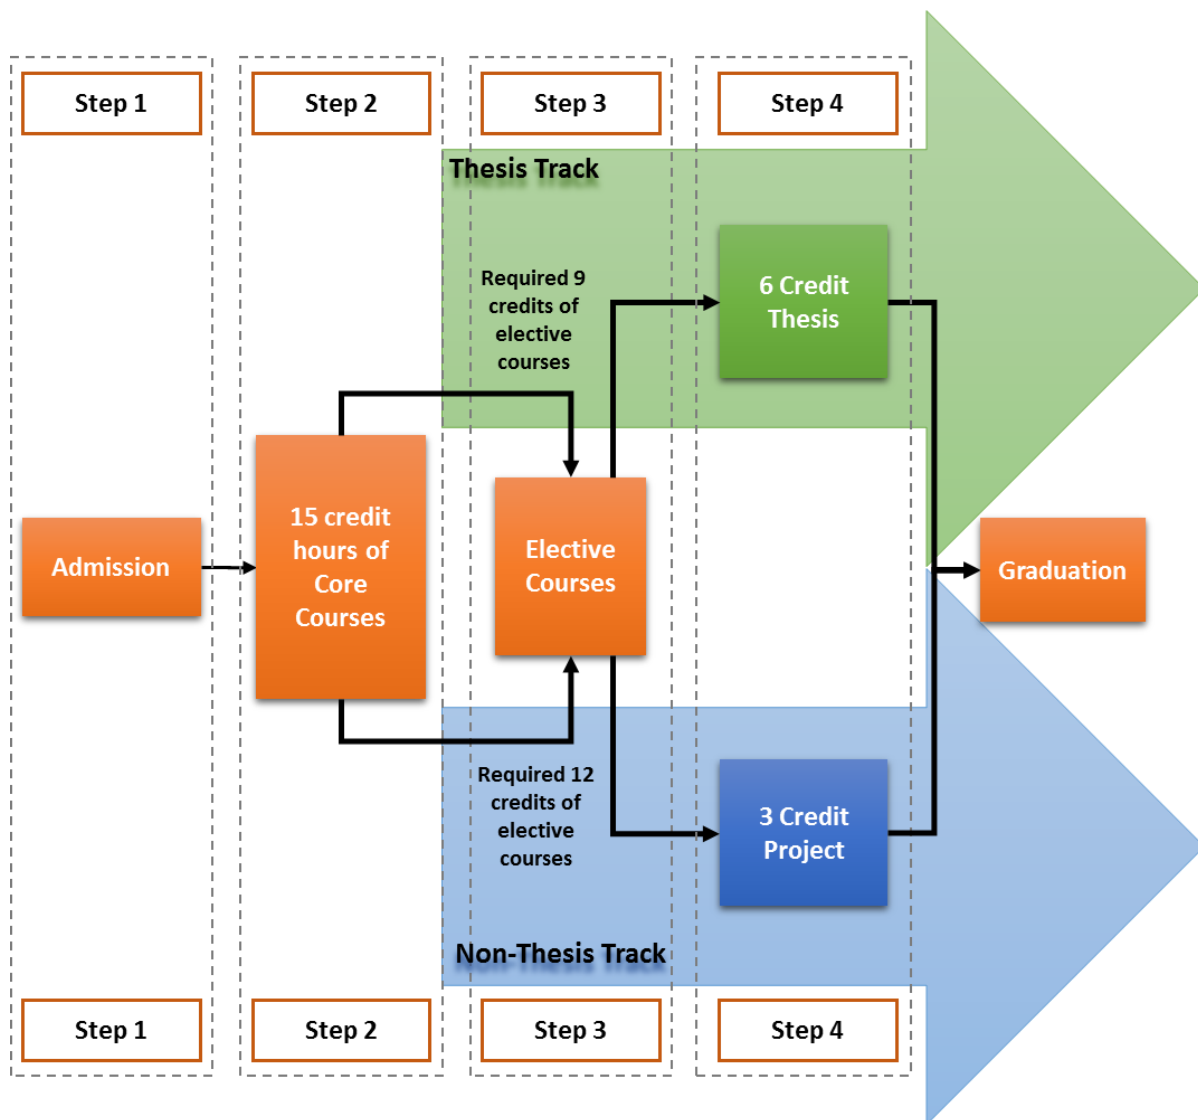 Step 1
Step 2
Step 3
Step 4
Thesis Track
Required 9
credits of
elective
courses
6 Credit
Thesis
15 credit
hours of
Core
Courses
Admission
Elective
Courses
Graduation
Required 12
credits of
elective
courses
3 Credit
Project
Non-Thesis Track
Step 1
Step 2
Step 3
Step 4